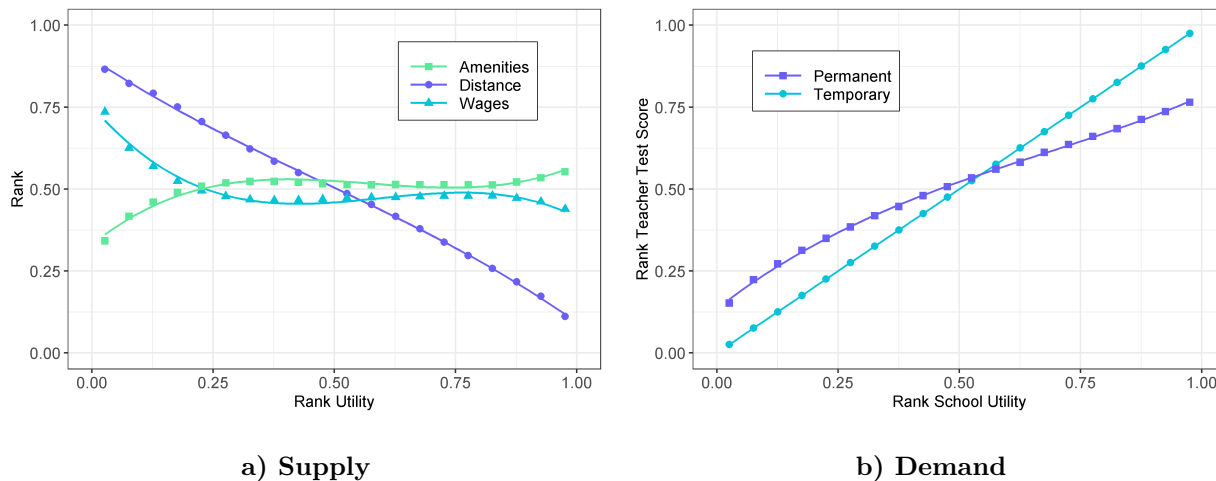 1.00
0.75
0.50
0.25
0.00
Rank
Amenities
Distance
Wages
0.00 0.25 0.50 0.75 1.00
Rank Utility
a) Supply
1.00
0.75
0.50
0.25
0.00
Rank Teacher Test Score
Permanent
Temporary
0.00 0.25 0.50 0.75 1.00
Rank School Utility
b) Demand